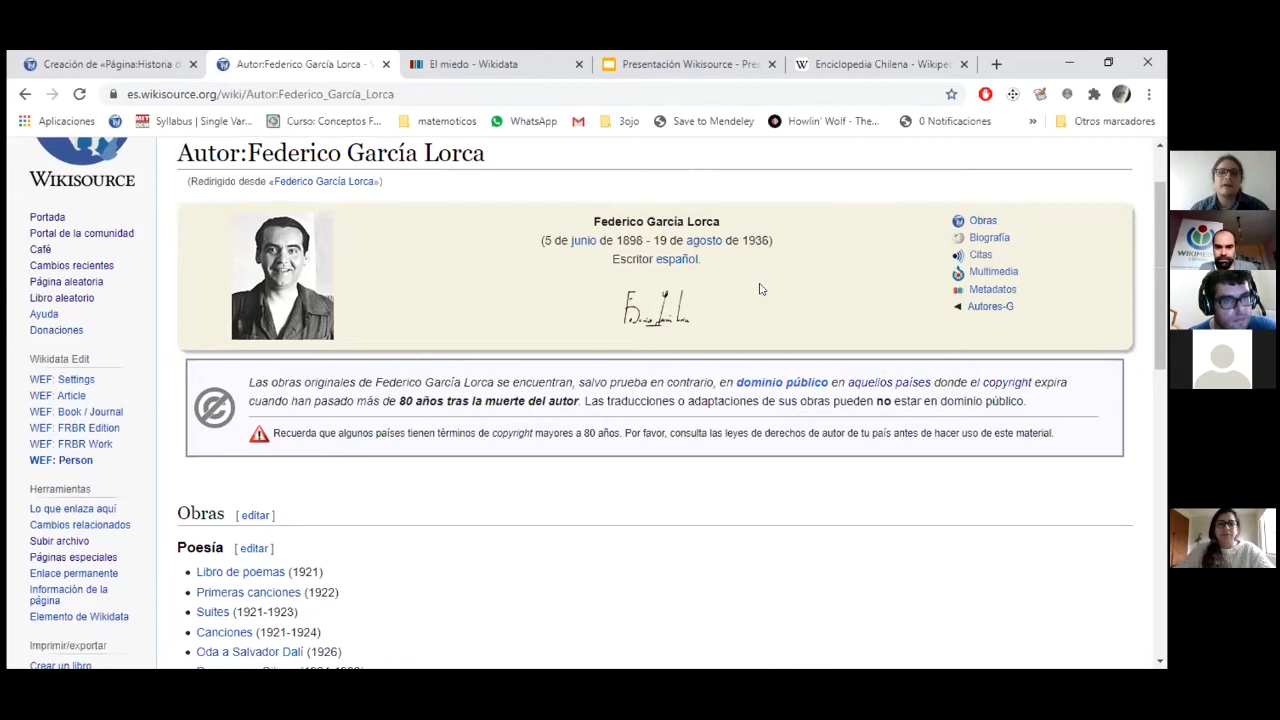 Creación de «Página:Historia d
Autor:Federico García Lorca -
El miedo - Wikidata
Presentación Wikisource - Pres
Enciclopedia Chilena - Wikipe
es.wikisource.org/wiki/Autor:Federico_García_Lorca
Aplicaciones
Syllabus | Single Var...
Curso: Conceptos F...
matemoticos
WhatsApp
3ojo
Save to Mendeley
Howlin' Wolf - The...
0 Notificaciones
»
Otros marcadores
WIKISOURCE
Portada
Portal de la comunidad
Café
Cambios recientes
Página aleatoria
Libro aleatorio
Ayuda
Donaciones
Wikidata Edit
WEF: Settings
WEF: Article
WEF: Book / Journal
WEF: FRBR Edition
WEF: FRBR Work
WEF: Person
Herramientas
Lo que enlaza aquí
Cambios relacionados
Subir archivo
Páginas especiales
Enlace permanente
Información de la
página
Elemento de Wikidata
Imprimir/exportar
Crear un libro
Autor:Federico García Lorca
(Redirigido desde «Federico García Lorca»)
Federico García Lorca
(5 de junio de 1898 - 19 de agosto de 1936)
Escritor español.
Obras
Biografía
Citas
Multimedia
Metadatos
Autores-G
Las obras originales de Federico García Lorca se encuentran, salvo prueba en contrario, en dominio público en aquellos países donde el copyright expira
cuando han pasado más de 80 años tras la muerte del autor. Las traducciones o adaptaciones de sus obras pueden no estar en dominio público.
Recuerda que algunos países tienen términos de copyright mayores a 80 años. Por favor, consulta las leyes de derechos de autor de tu país antes de hacer uso de este material.
Obras [ editar ]
Poesía [ editar ]
• Libro de poemas (1921)
• Primeras canciones (1922)
• Suites (1921-1923)
• Canciones (1921-1924)
• Oda a Salvador Dalí (1926)